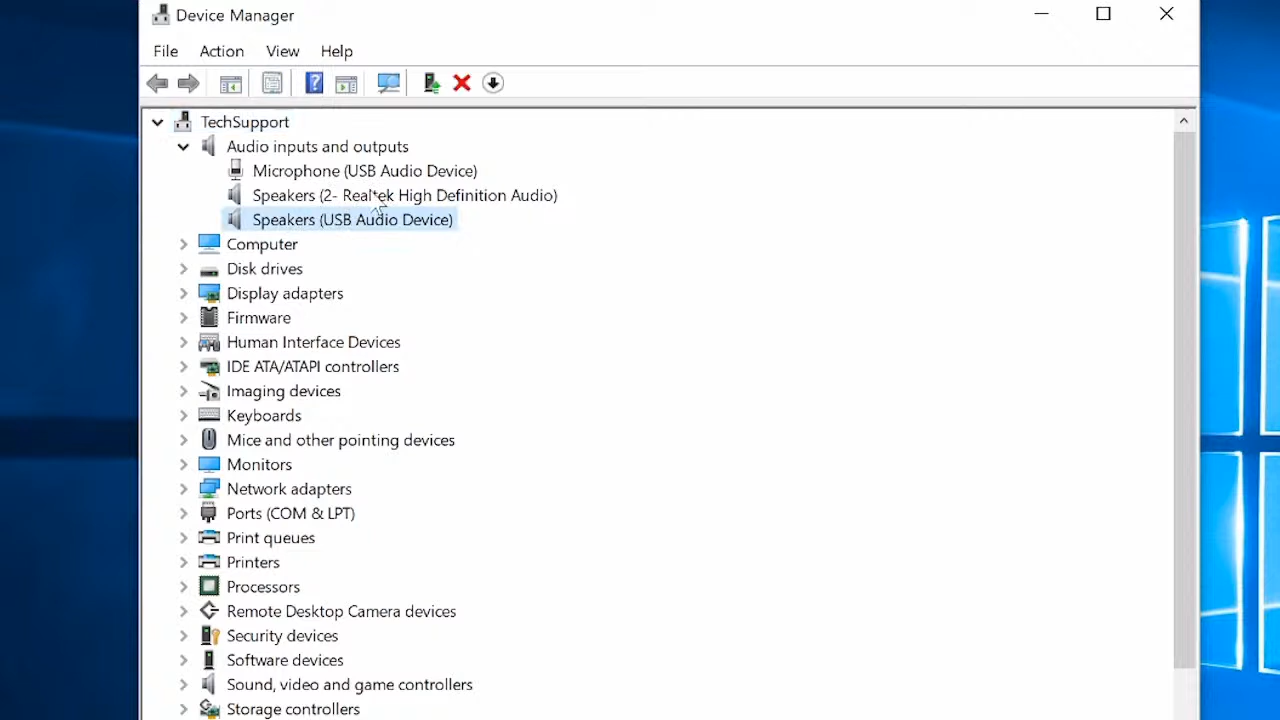 Device Manager
File Action View Help
TechSupport
Audio inputs and outputs
Microphone (USB Audio Device)
Speakers (2- Realtek High Definition Audio)
Speakers (USB Audio Device)
Computer
Disk drives
Display adapters
Firmware
Human Interface Devices
IDE ATA/ATAPI controllers
Imaging devices
Keyboards
Mice and other pointing devices
Monitors
Network adapters
Ports (COM & LPT)
Print queues
Printers
Processors
Remote Desktop Camera devices
Security devices
Software devices
Sound, video and game controllers
Storage controllers